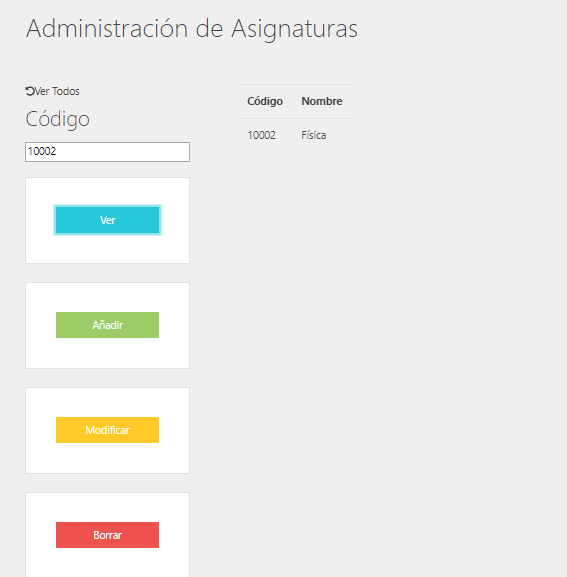 Administración de Asignaturas
Ver Todos
Código
10002
Ver
Añadir
Modificar
Borrar
Código Nombre
10002 Física